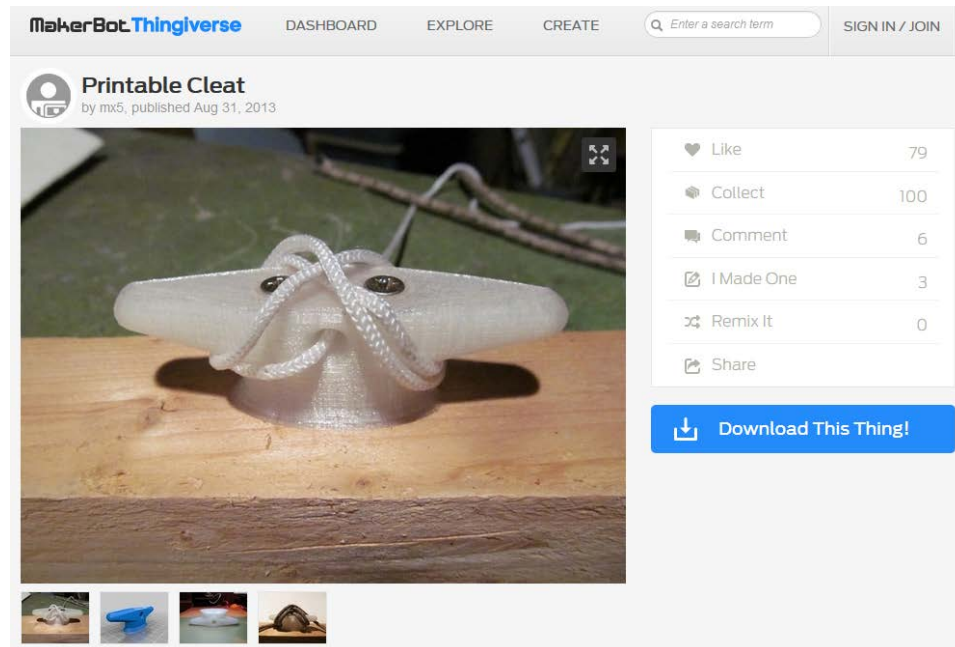 MakerBot Thingiverse DASHBOARD EXPLORE CREATE Enter a search term SIGN IN / JOIN
Printable Cleat
by mx5, published Aug 31, 2013
Like 79
Collect 100
Comment 6
I Made One 3
Remix It 0
Share
Download This Thing!